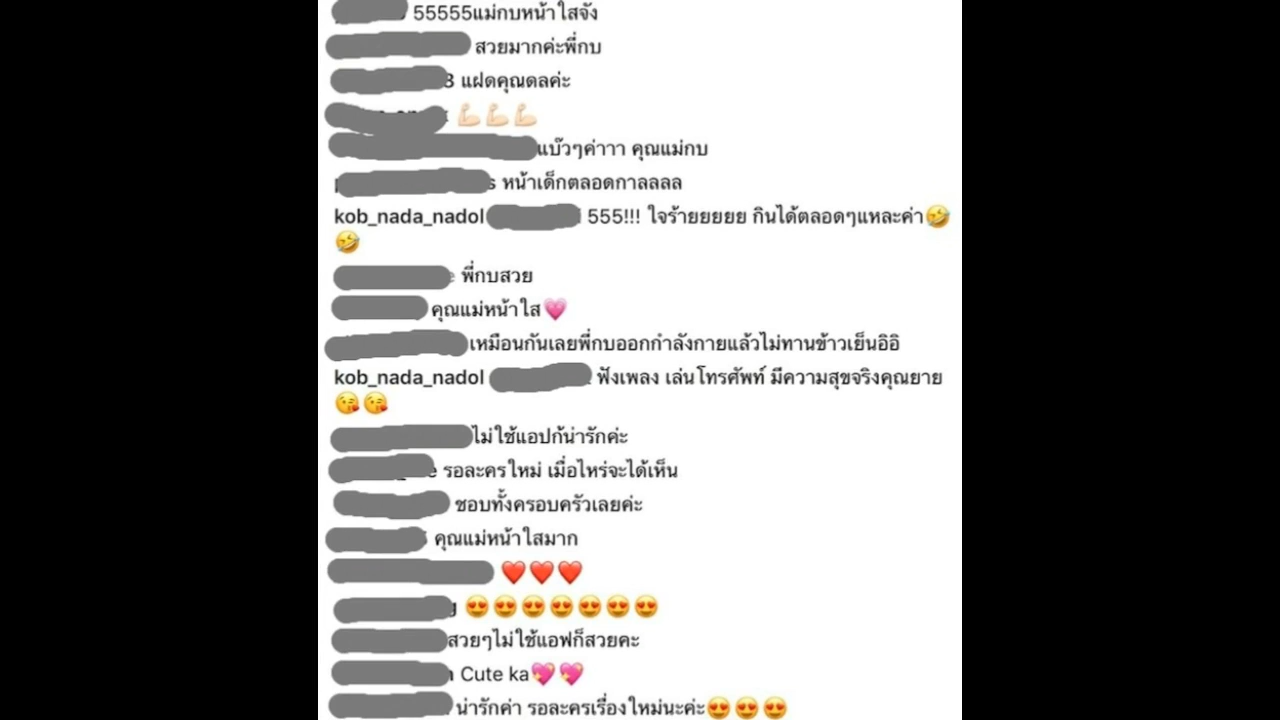 55555แม่กบหน้าใสจัง
สวยมากค่ะพี่กบ
3 แฝดคุณดลค่ะ
💪🏻💪🏻💪🏻
แบ๊วๆค่าาา คุณแม่กบ
s หน้าเด็กตลอดกาลลลล
kob_nada_nadol 555!!! ใจร้ายยยยย กินได้ตลอดๆแหละค่า🤣
🤣
พี่กบสวย
คุณแม่หน้าใส💗
เหมือนกันเลยพี่กบออกกำลังกายแล้วไม่ทานข้าวเย็นอิอิ
kob_nada_nadol ฟังเพลง เล่นโทรศัพท์ มีความสุขจริงคุณยาย
😘😘
ไม่ใช้แอปก้น่ารักค่ะ
e รอละครใหม่ เมื่อไหร่จะได้เห็น
ชอบทั้งครอบครัวเลยค่ะ
คุณแม่หน้าใสมาก
❤️❤️❤️
😍😍😍😍😍😍😍
สวยๆไม่ใช้แอฟก็สวยคะ
Cute ka💖💖
น่ารักค่า รอละครเรื่องใหม่นะค่ะ😍😍😍